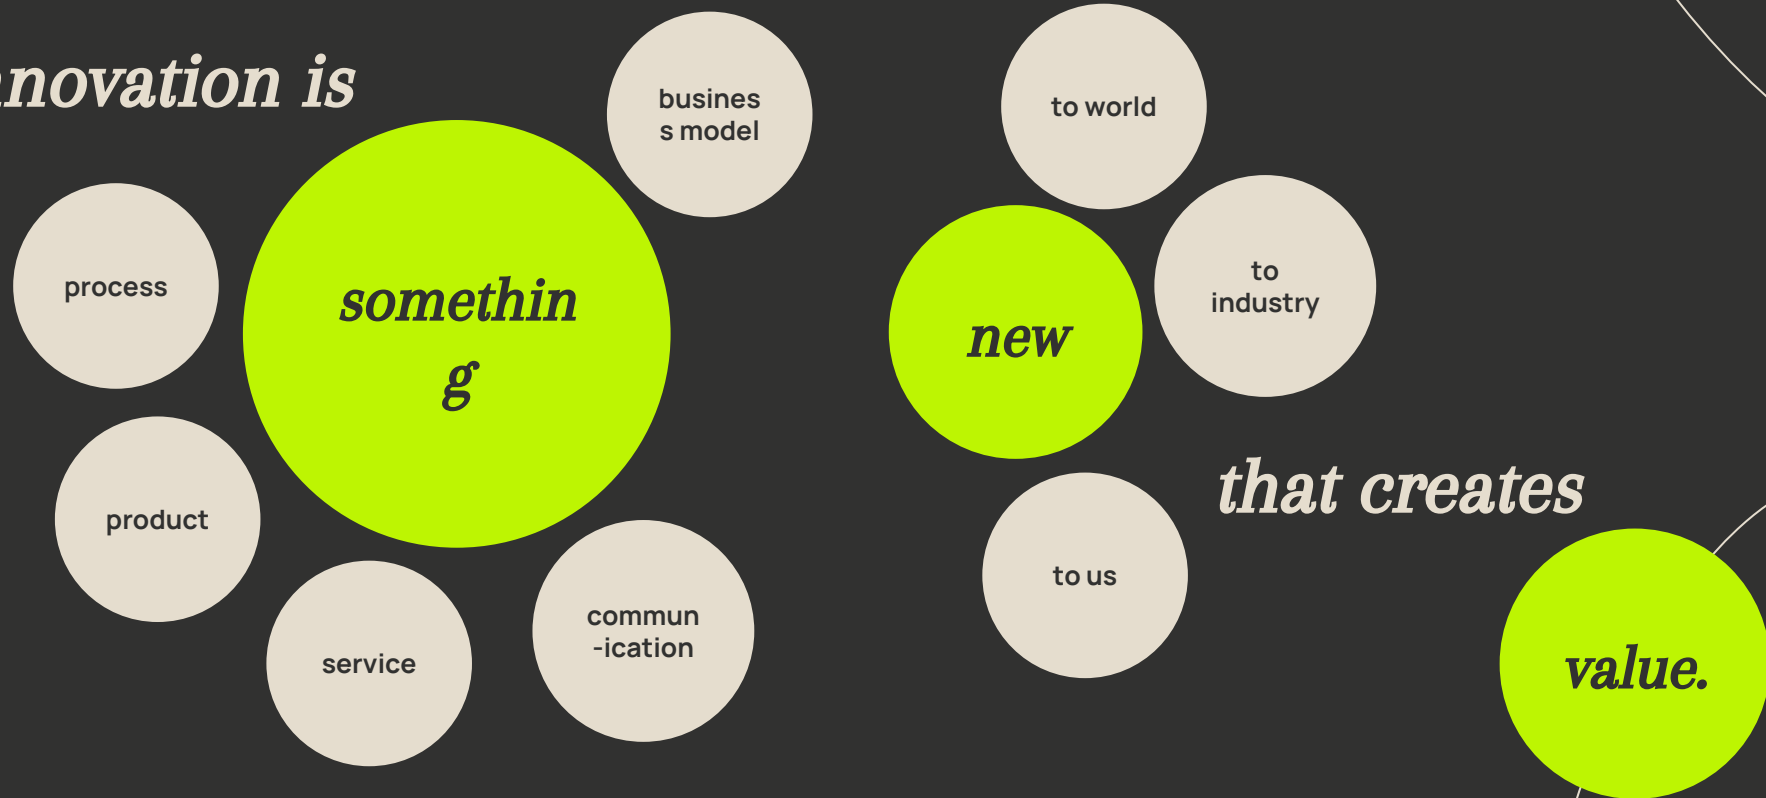 nnovation is
somethin
g
process
product
service
commun
-ication
busines
s model
new
to world
to
industry
to us
that creates
value.